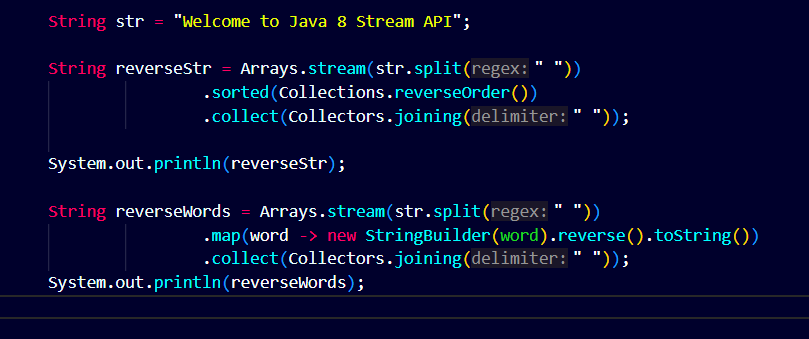 String str = "Welcome to Java 8 Stream API";
String reverseStr = Arrays.stream(str.split(regex: " "))
.sorted(Collections.reverseOrder())
.collect(Collectors.joining(delimiter: " "));
System.out.println(reverseStr);
String reverseWords = Arrays.stream(str.split(regex: " "))
.map(word -> new StringBuilder(word).reverse().toString())
.collect(Collectors.joining(delimiter: " "));
System.out.println(reverseWords);